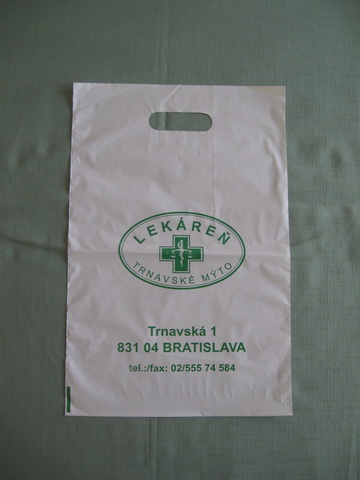 LEKÁREŇ
TRNAVSKÉ MÝTO
Trnavská 1
831 04 BRATISLAVA
tel.:/fax: 02/555 74 584